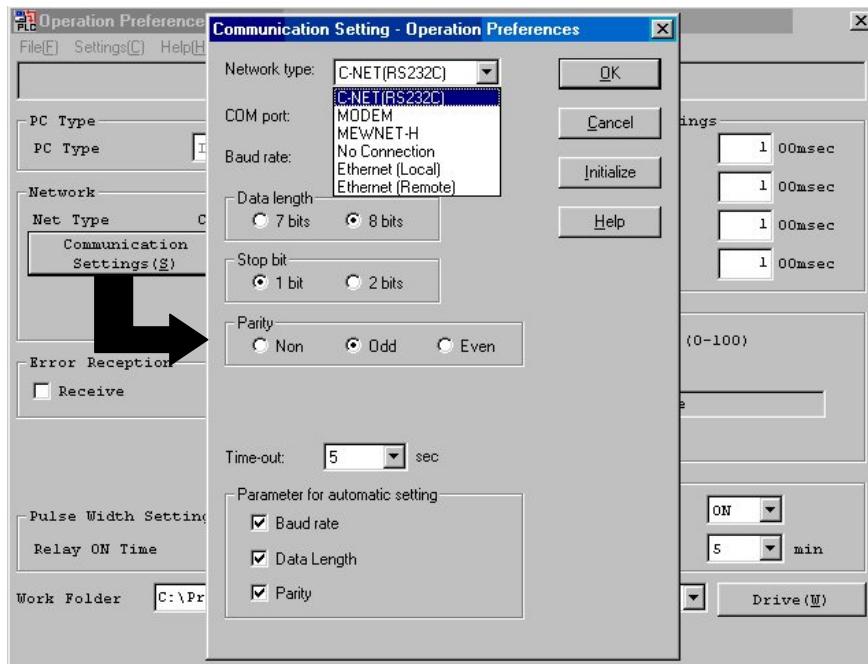 PLC Operation Preference
Communication Setting - Operation Preferences
File(F) Settings(C) Help(H
Network type: C-NET(RS232C)
OK
C-NET(RS232C)
MODEM
MEWNET-H
No Connection
Ethernet (Local)
Ethernet (Remote)
COM port:
Cancel
Baud rate:
Initialize
Data length
7 bits 8 bits
Help
Stop bit
1 bit 2 bits
Parity
Non Odd Even
Time-out: 5 sec
Parameter for automatic setting
Baud rate
Data Length
Parity
PC Type
PC Type
Network
Net Type C
Communication
Settings(S)
Error Reception
Receive
Pulse Width Setting
Relay ON Time
Work Folder C:\Pr
ings
1 00msec
1 00msec
1 00msec
1 00msec
(0-100)
ON
5 min
Drive(W)